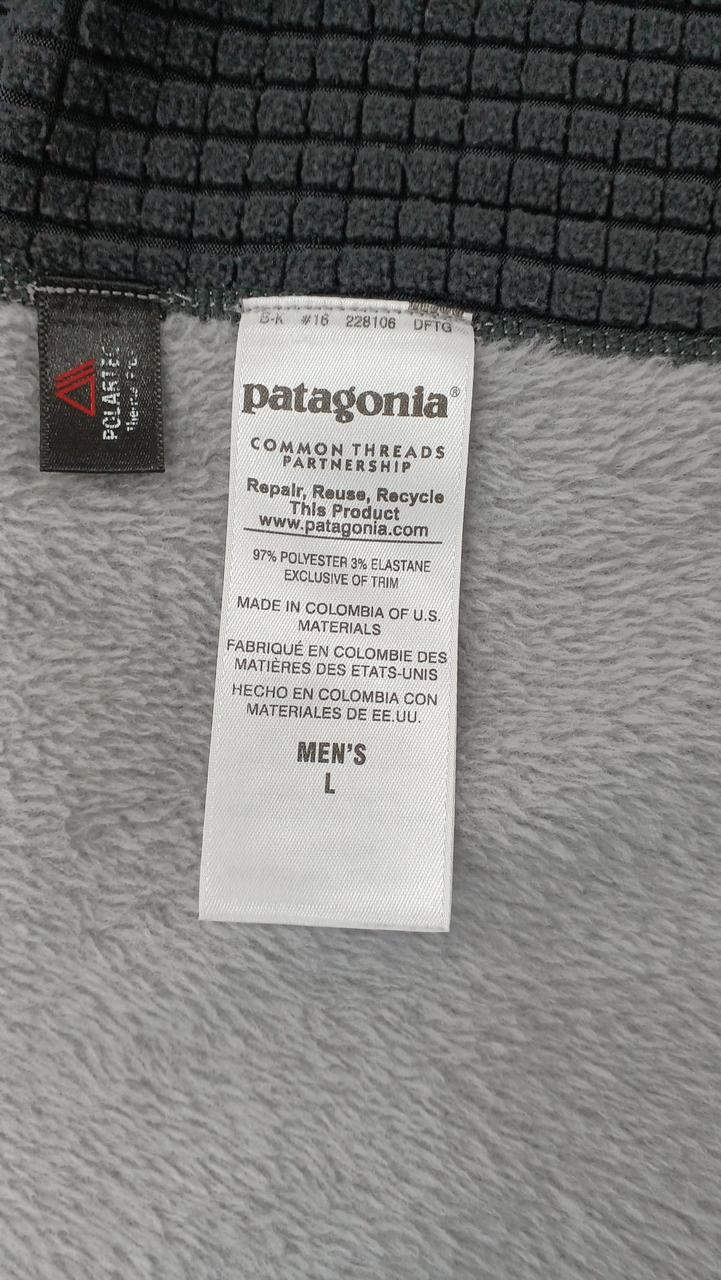 B-K #16 228106 DFTG
patagonia®
COMMON THREADS
PARTNERSHIP
Repair, Reuse, Recycle
This Product
www.patagonia.com
97% POLYESTER 3% ELASTANE
EXCLUSIVE OF TRIM
MADE IN COLOMBIA OF U.S.
MATERIALS
FABRIQUÉ EN COLOMBIE DES
MATIÈRES DES ETATS-UNIS
HECHO EN COLOMBIA CON
MATERIALES DE EE.UU.
MEN'S
L